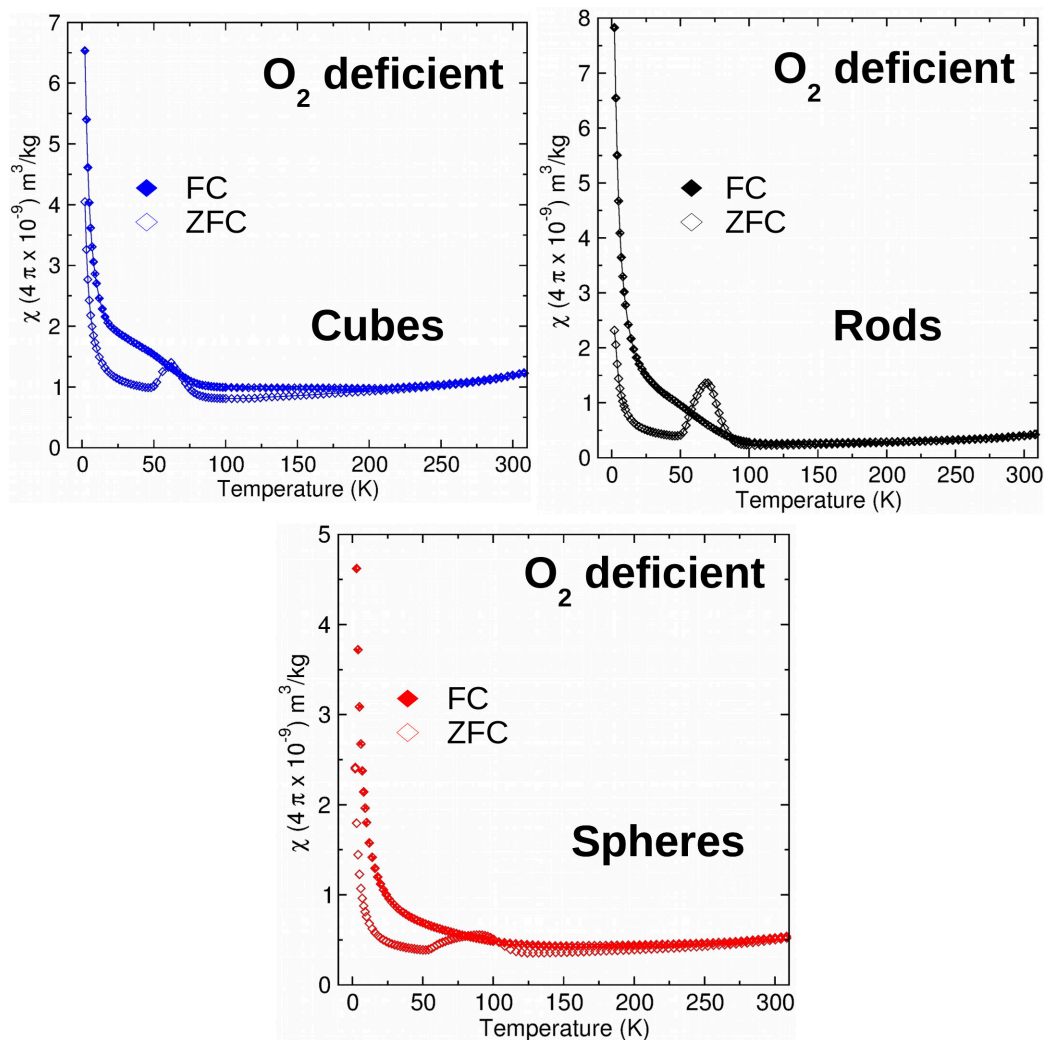 O2 deficient
FC
ZFC
Cubes
χ (4 π x 10-9) m3/kg
7
6
5
4
3
2
1
0
0 50 100 150 200 250 300
Temperature (K)
O2 deficient
FC
ZFC
Rods
χ (4 π x 10-9) m3/kg
8
7
6
5
4
3
2
1
0
0 50 100 150 200 250 300
Temperature (K)
O2 deficient
FC
ZFC
Spheres
χ (4 π x 10-9) m3/kg
5
4
3
2
1
0
0 50 100 150 200 250 300
Temperature (K)